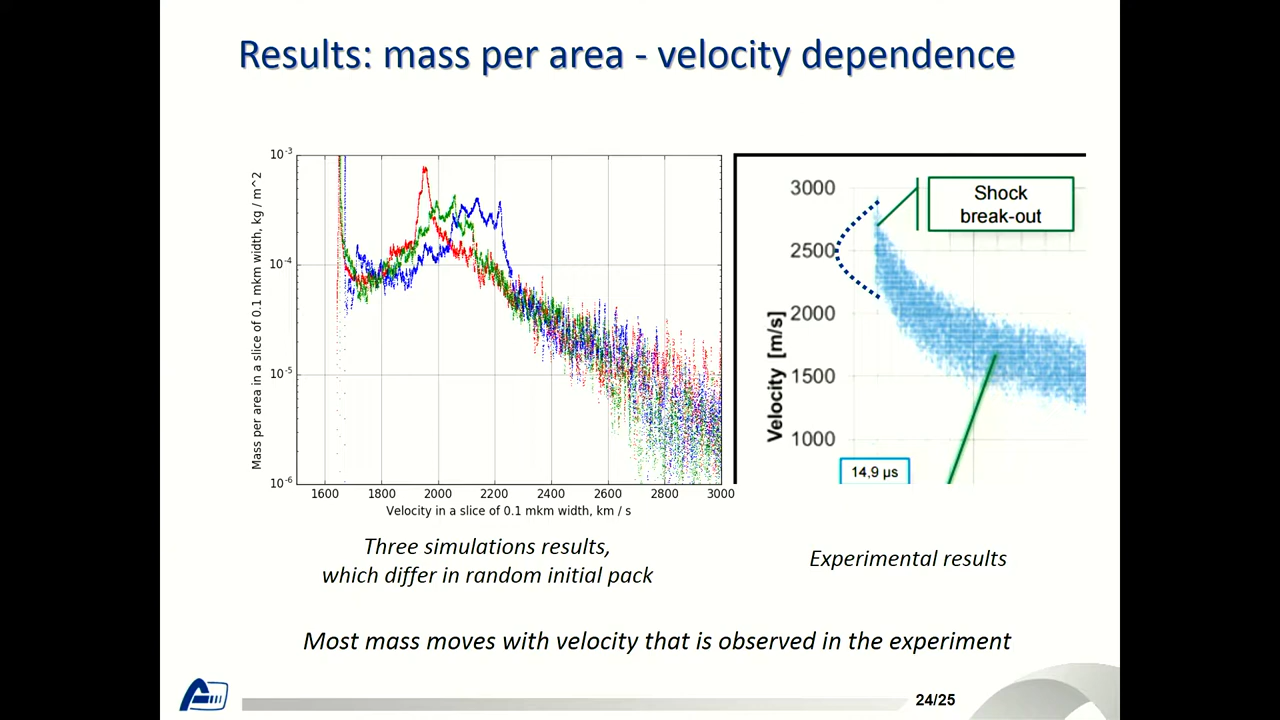 Results: mass per area - velocity dependence
10^-3
10^-4
10^-5
10^-6
Mass per area in a slice of 0.1 mkm width, kg / m^2
1600 1800 2000 2200 2400 2600 2800 3000
Velocity in a slice of 0.1 mkm width, km / s
Three simulations results,
which differ in random initial pack
3000
2500
2000
1500
1000
Velocity [m/s]
Shock
break-out
14,9 µs
Experimental results
Most mass moves with velocity that is observed in the experiment
24/25